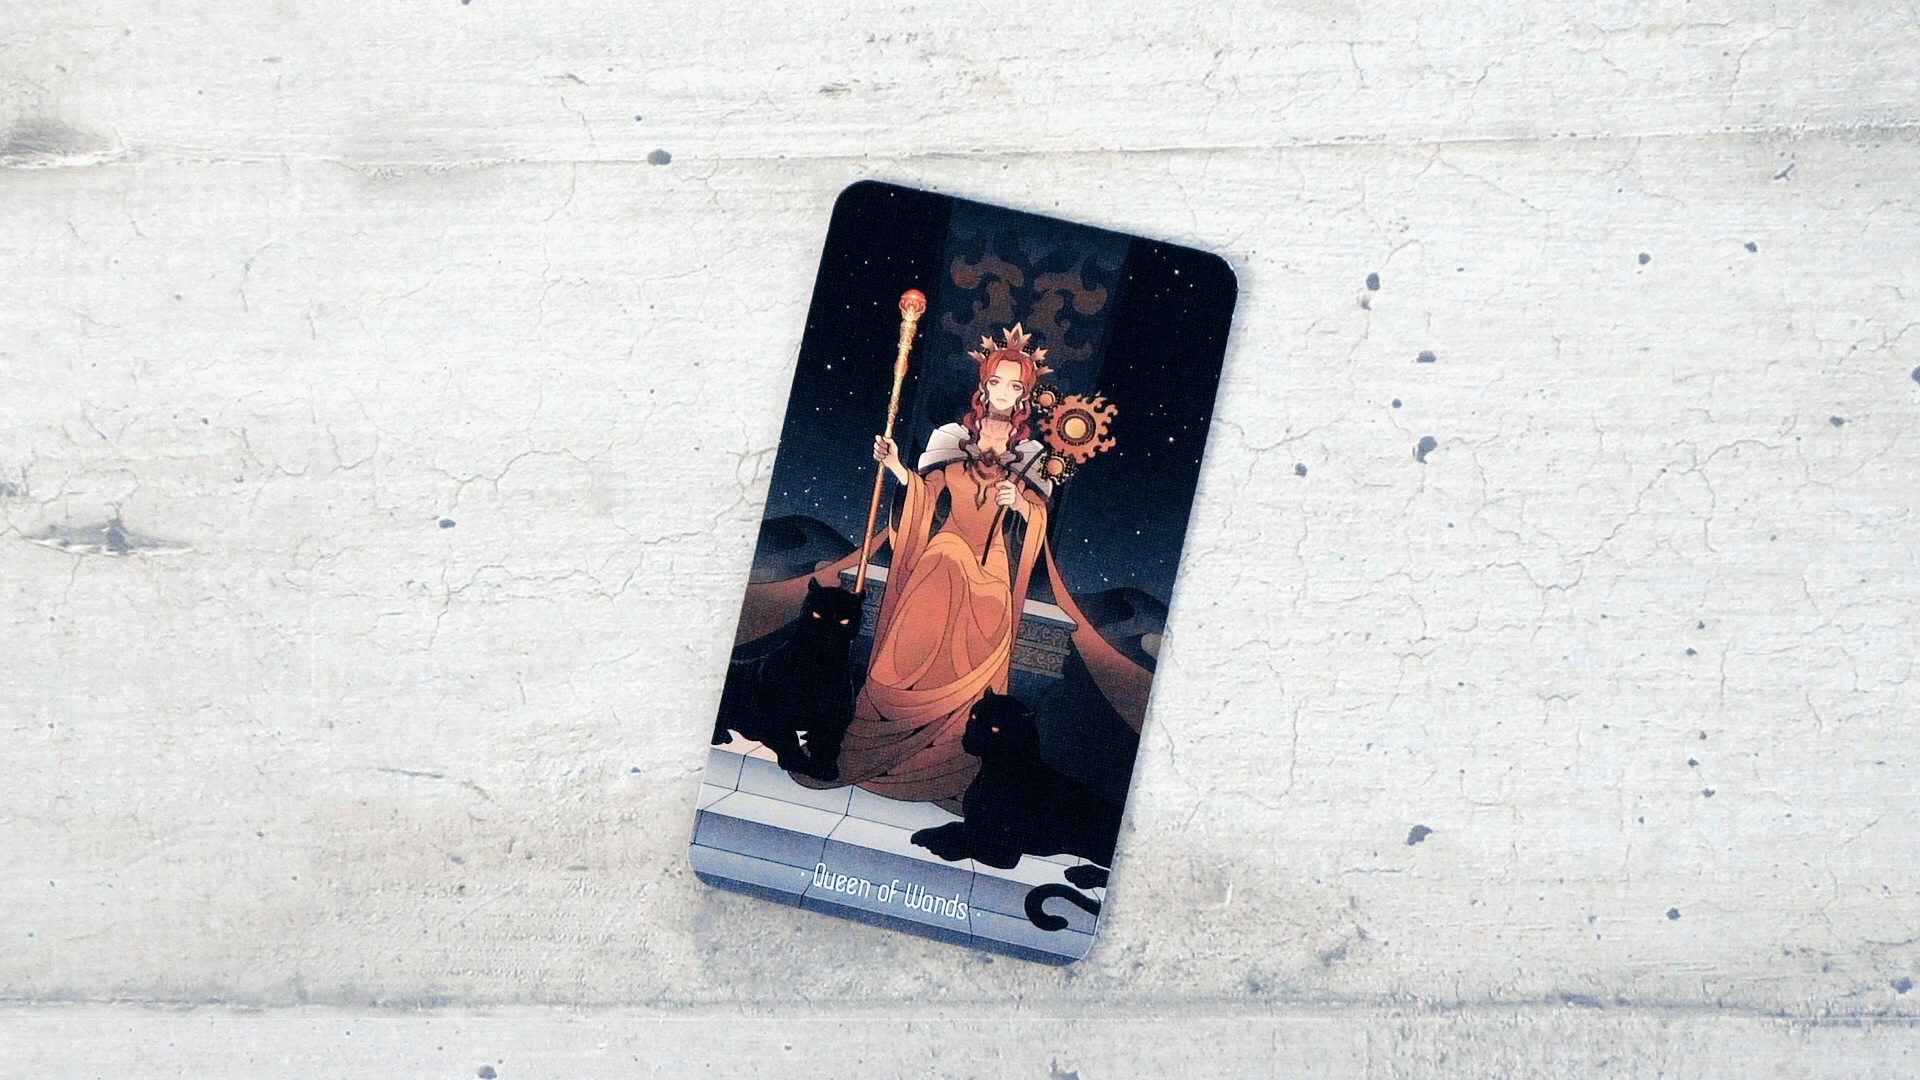 · Queen of Wands ·